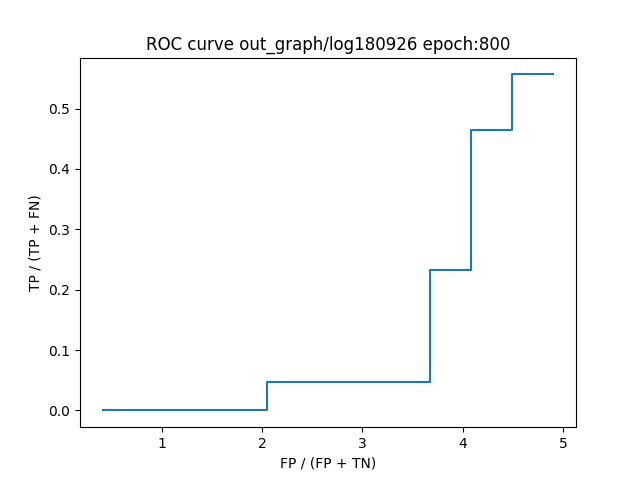 ROC curve out_graph/log180926 epoch:800
TP / (TP + FN)
0.5
0.4
0.3
0.2
0.1
0.0
1 2 3 4 5
FP / (FP + TN)